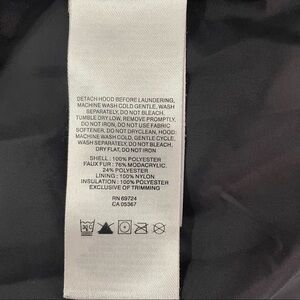 DETACH HOOD BEFORE LAUNDERING,
MACHINE WASH COLD GENTLE, WASH
SEPARATELY, DO NOT BLEACH.
TUMBLE DRY LOW, REMOVE PROMPTLY,
DO NOT IRON, DO NOT USE FABRIC
SOFTENER. DO NOT DRYCLEAN, HOOD:
MACHINE WASH COLD, GENTLE CYCLE,
WASH SEPARATELY, DO NOT BLEACH.
DRY FLAT, DO NOT IRON
SHELL : 100% POLYESTER
FAUX FUR : 76% MODACRYLIC,
24% POLYESTER
LINING : 100% NYLON
INSULATION : 100% POLYESTER
EXCLUSIVE OF TRIMMING
RN 69724
CA 05367